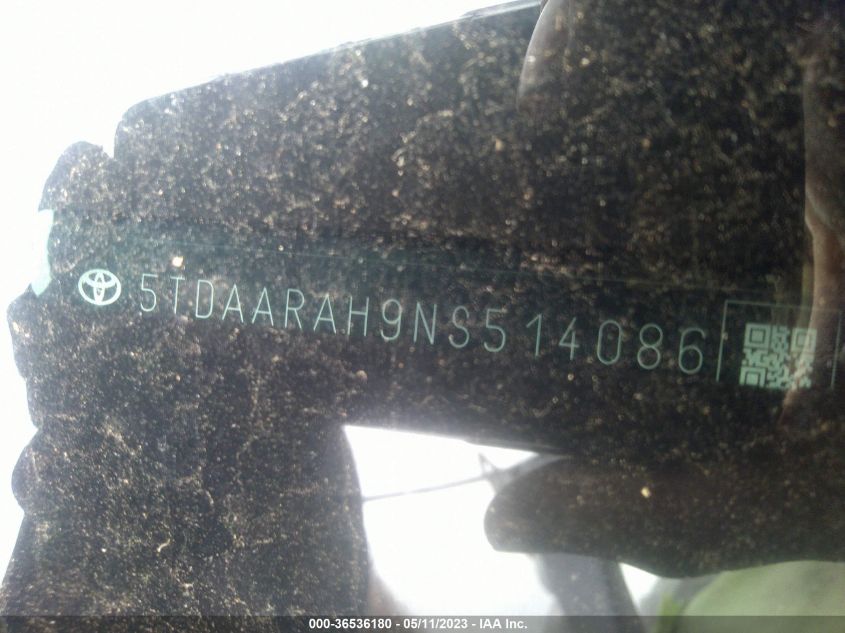 5TDAARAH9NS514086
000-36536180 - 05/11/2023 - IAA Inc.